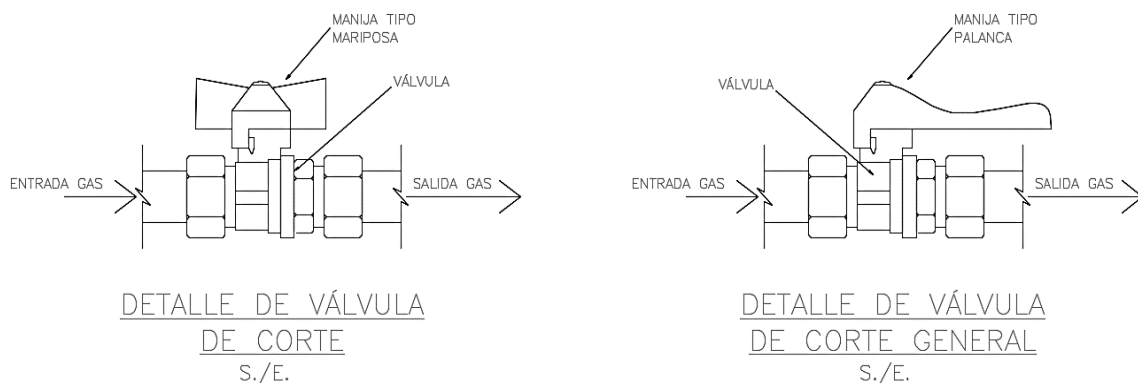 MANIJA TIPO
MARIPOSA
VÁLVULA
ENTRADA GAS
SALIDA GAS
DETALLE DE VÁLVULA
DE CORTE
S./E.
MANIJA TIPO
PALANCA
VÁLVULA
ENTRADA GAS
SALIDA GAS
DETALLE DE VÁLVULA
DE CORTE GENERAL
S./E.